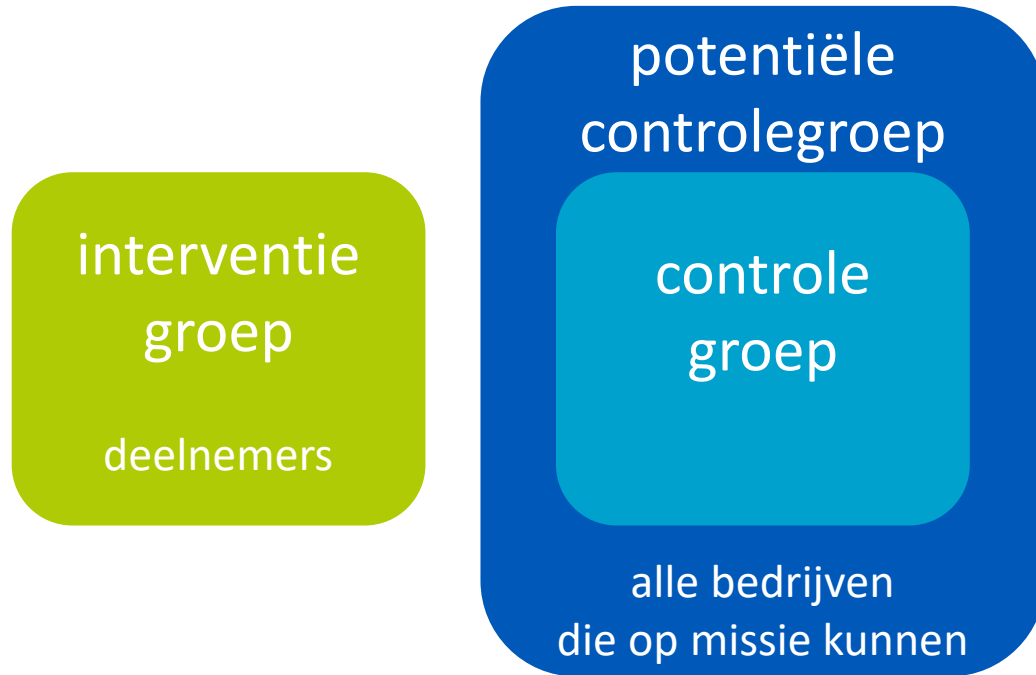 interventie
groep
deelnemers
potentiële
controlegroep
controle
groep
alle bedrijven
die op missie kunnen